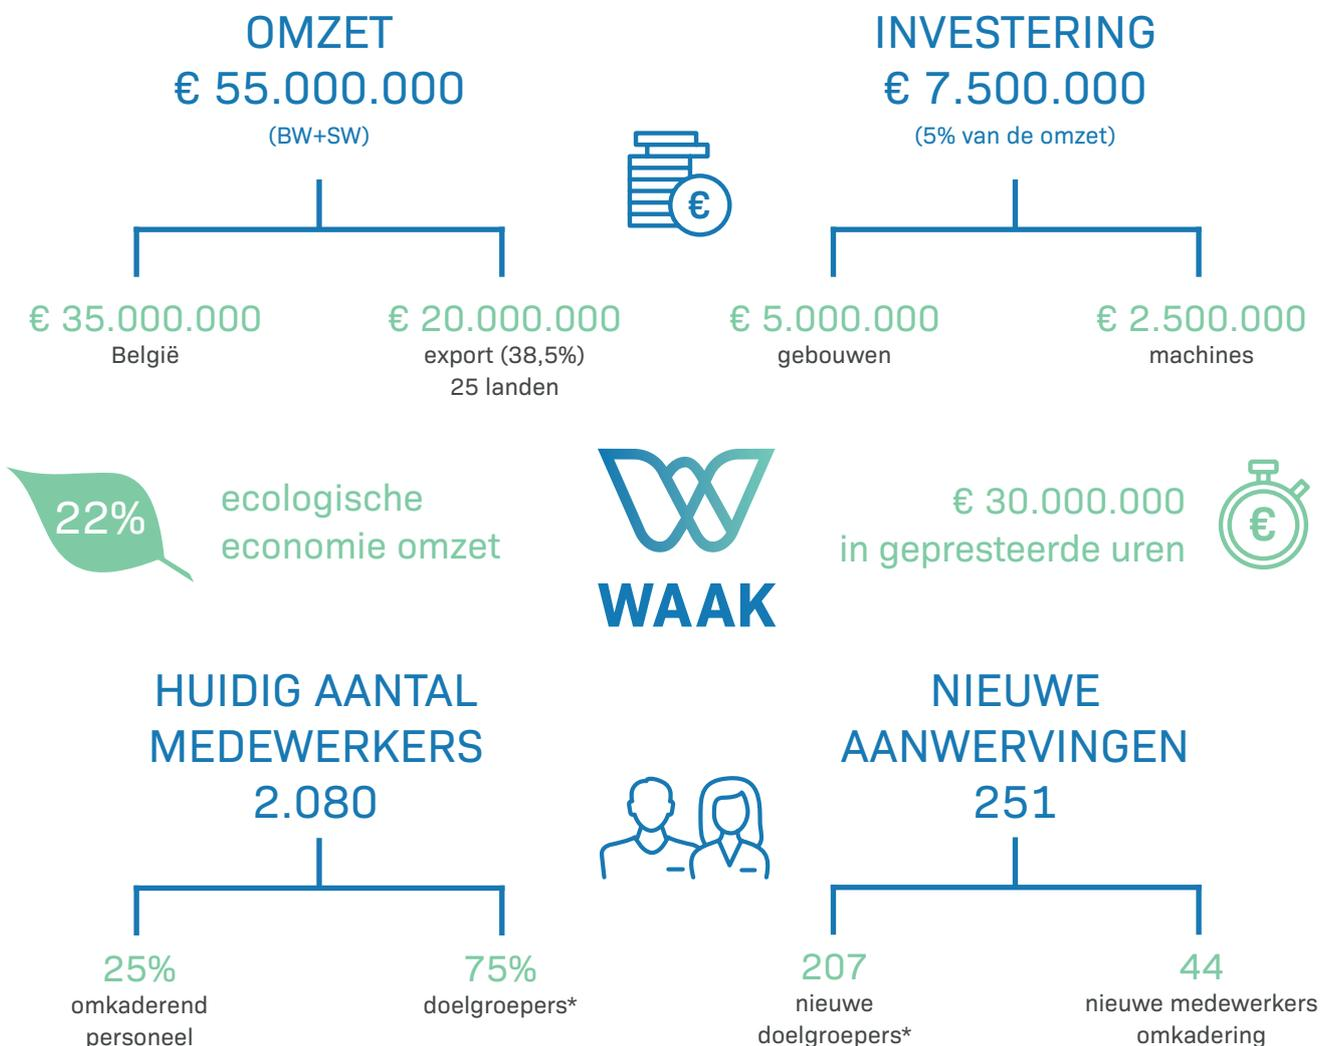 OMZET
€ 55.000.000
(BW+SW)
€ 35.000.000
België
€ 20.000.000
export (38,5%)
25 landen
INVESTERING
€ 7.500.000
(5% van de omzet)
€ 5.000.000
gebouwen
€ 2.500.000
machines
€
22%
ecologische
economie omzet
WAAK
€ 30.000.000
in gepresteerde uren
€
HUIDIG AANTAL
MEDEWERKERS
2.080
25%
omkaderend
personeel
75%
doelgroepers*
NIEUWE
AANWERVINGEN
251
207
nieuwe
doelgroepers*
44
nieuwe medewerkers
omkadering